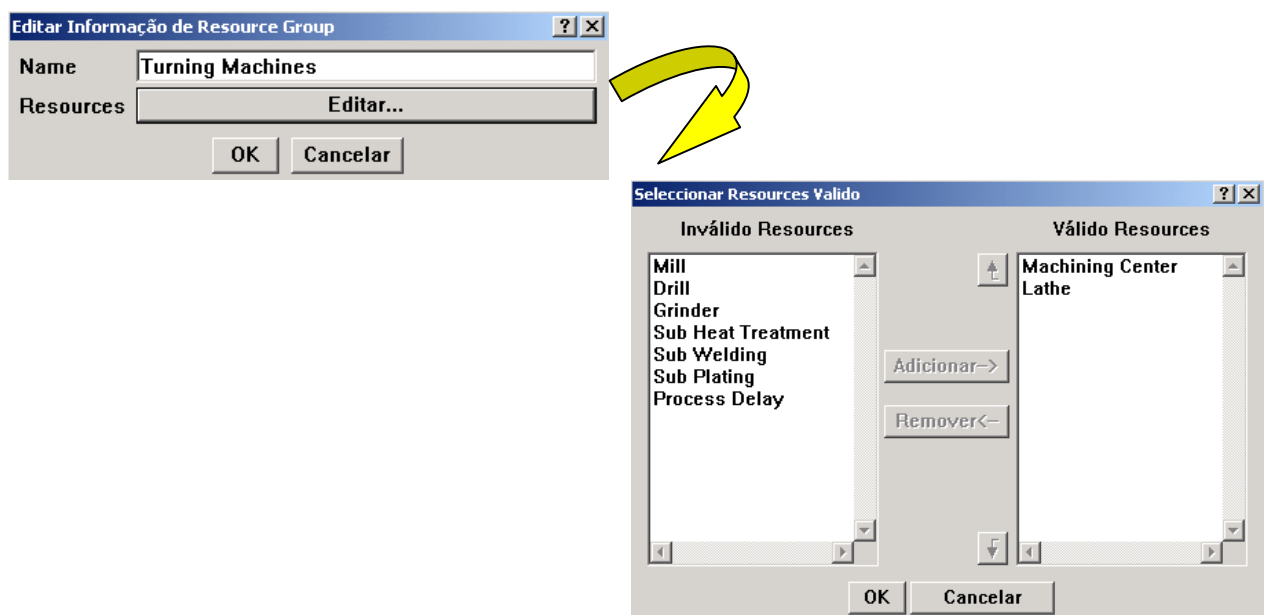 Editar Informação de Resource Group
Name Turning Machines
Resources Editar...
OK Cancelar
Seleccionar Resources Valido
Inválido Resources
Válido Resources
Mill
Drill
Grinder
Sub Heat Treatment
Sub Welding
Sub Plating
Process Delay
Adicionar->
Remover<-
Machining Center
Lathe
OK Cancelar